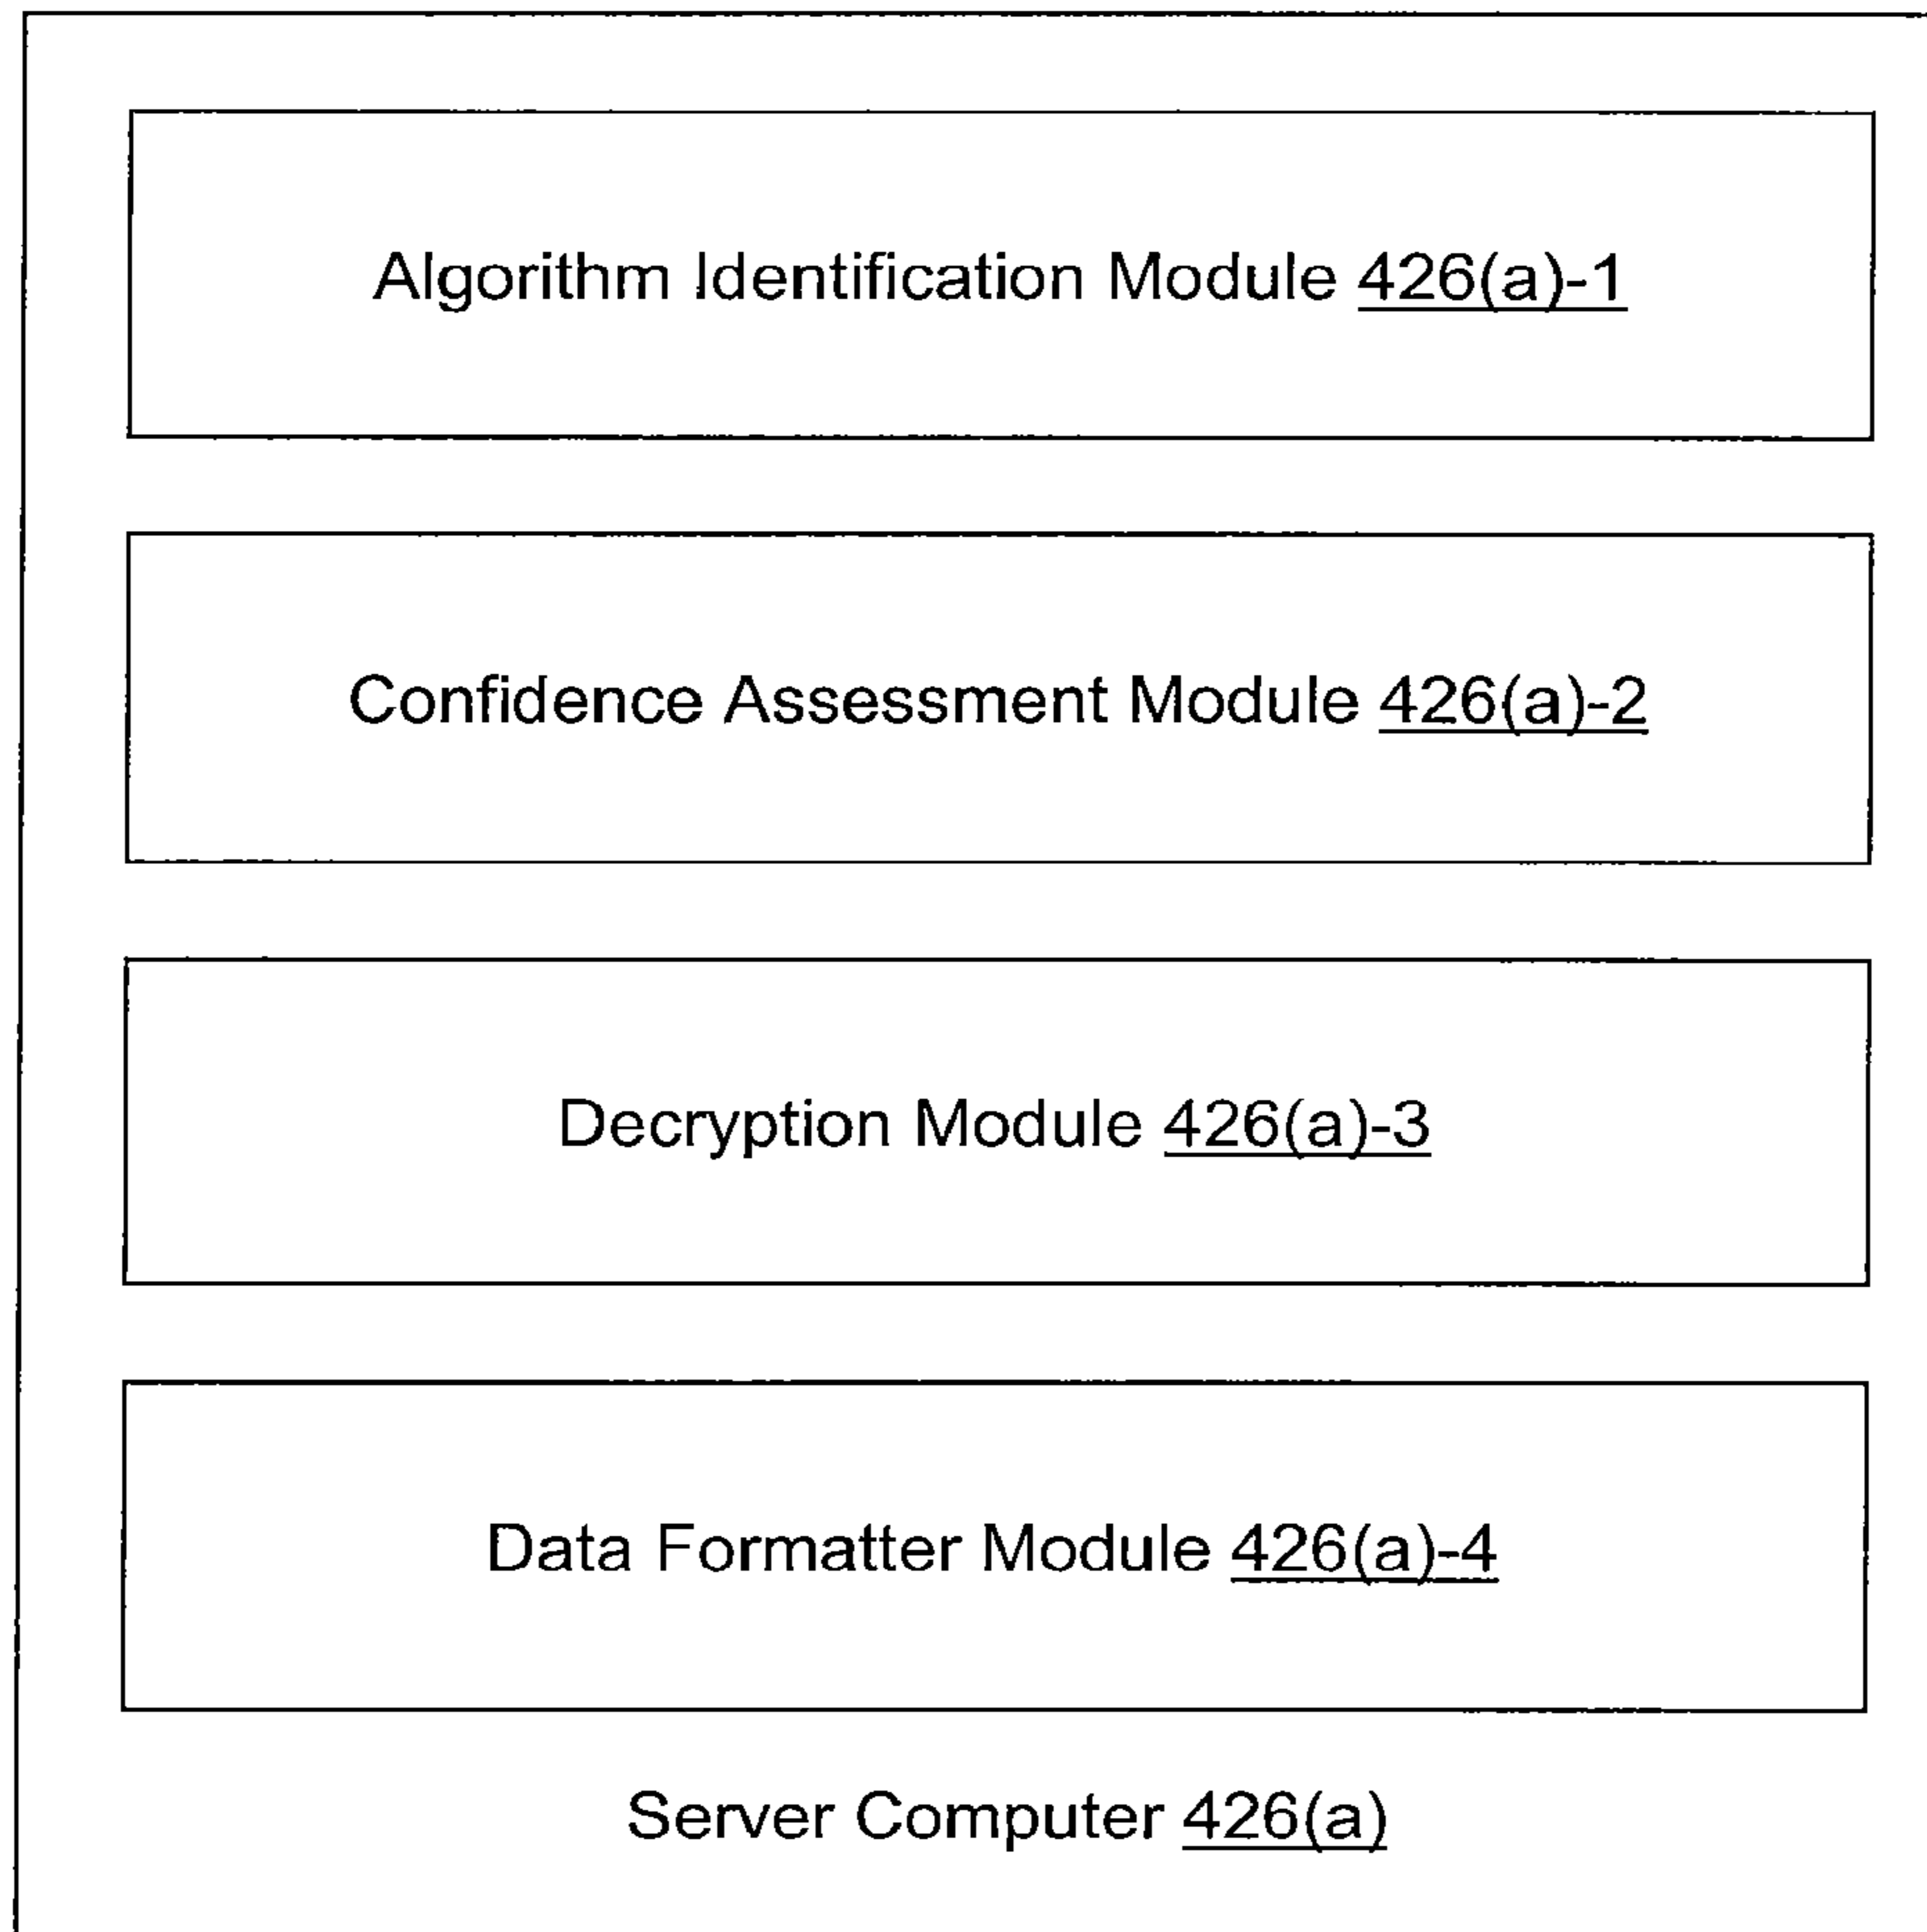 Algorithm Identification Module 426(a)-1
Confidence Assessment Module 426(a)-2
Decryption Module 426(a)-3
Data Formatter Module 426(a)-4
Server Computer 426(a)